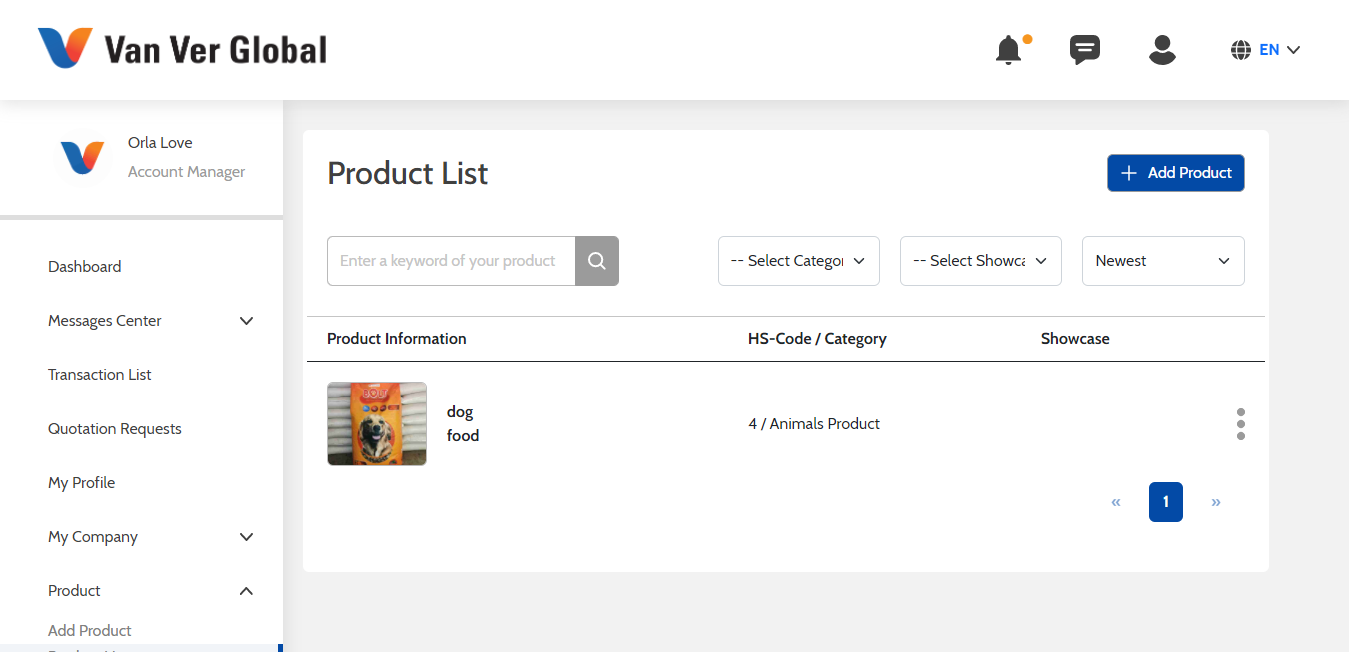 Van Ver Global
EN
Orla Love
Account Manager
Dashboard
Messages Center
Transaction List
Quotation Requests
My Profile
My Company
Product
Add Product
Product List
+ Add Product
Enter a keyword of your product
-- Select Categor
-- Select Showca
Newest
Product Information
HS-Code / Category
Showcase
BOLT
dog
food
4 / Animals Product
« 1 »